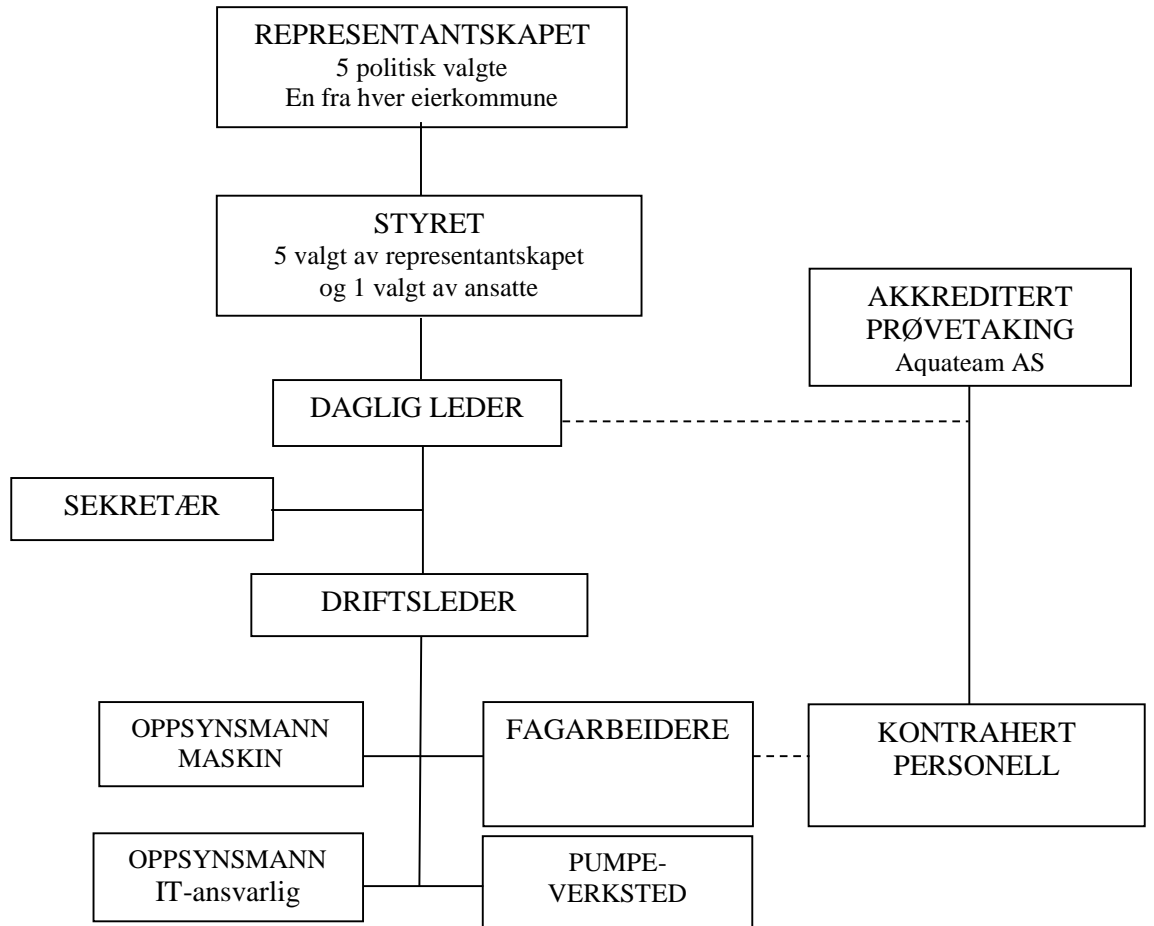 REPRESENTANTSKAPET
5 politisk valgte
En fra hver eierkommune
STYRET
5 valgt av representantskapet
og 1 valgt av ansatte
AKKREDITERT
PRØVETAKING
Aquateam AS
DAGLIG LEDER
SEKRETÆR
DRIFTSLEDER
OPPSYNSMANN
MASKIN
FAGARBEIDERE
KONTRAHERT
PERSONELL
OPPSYNSMANN
IT-ansvarlig
PUMPE-
VERKSTED